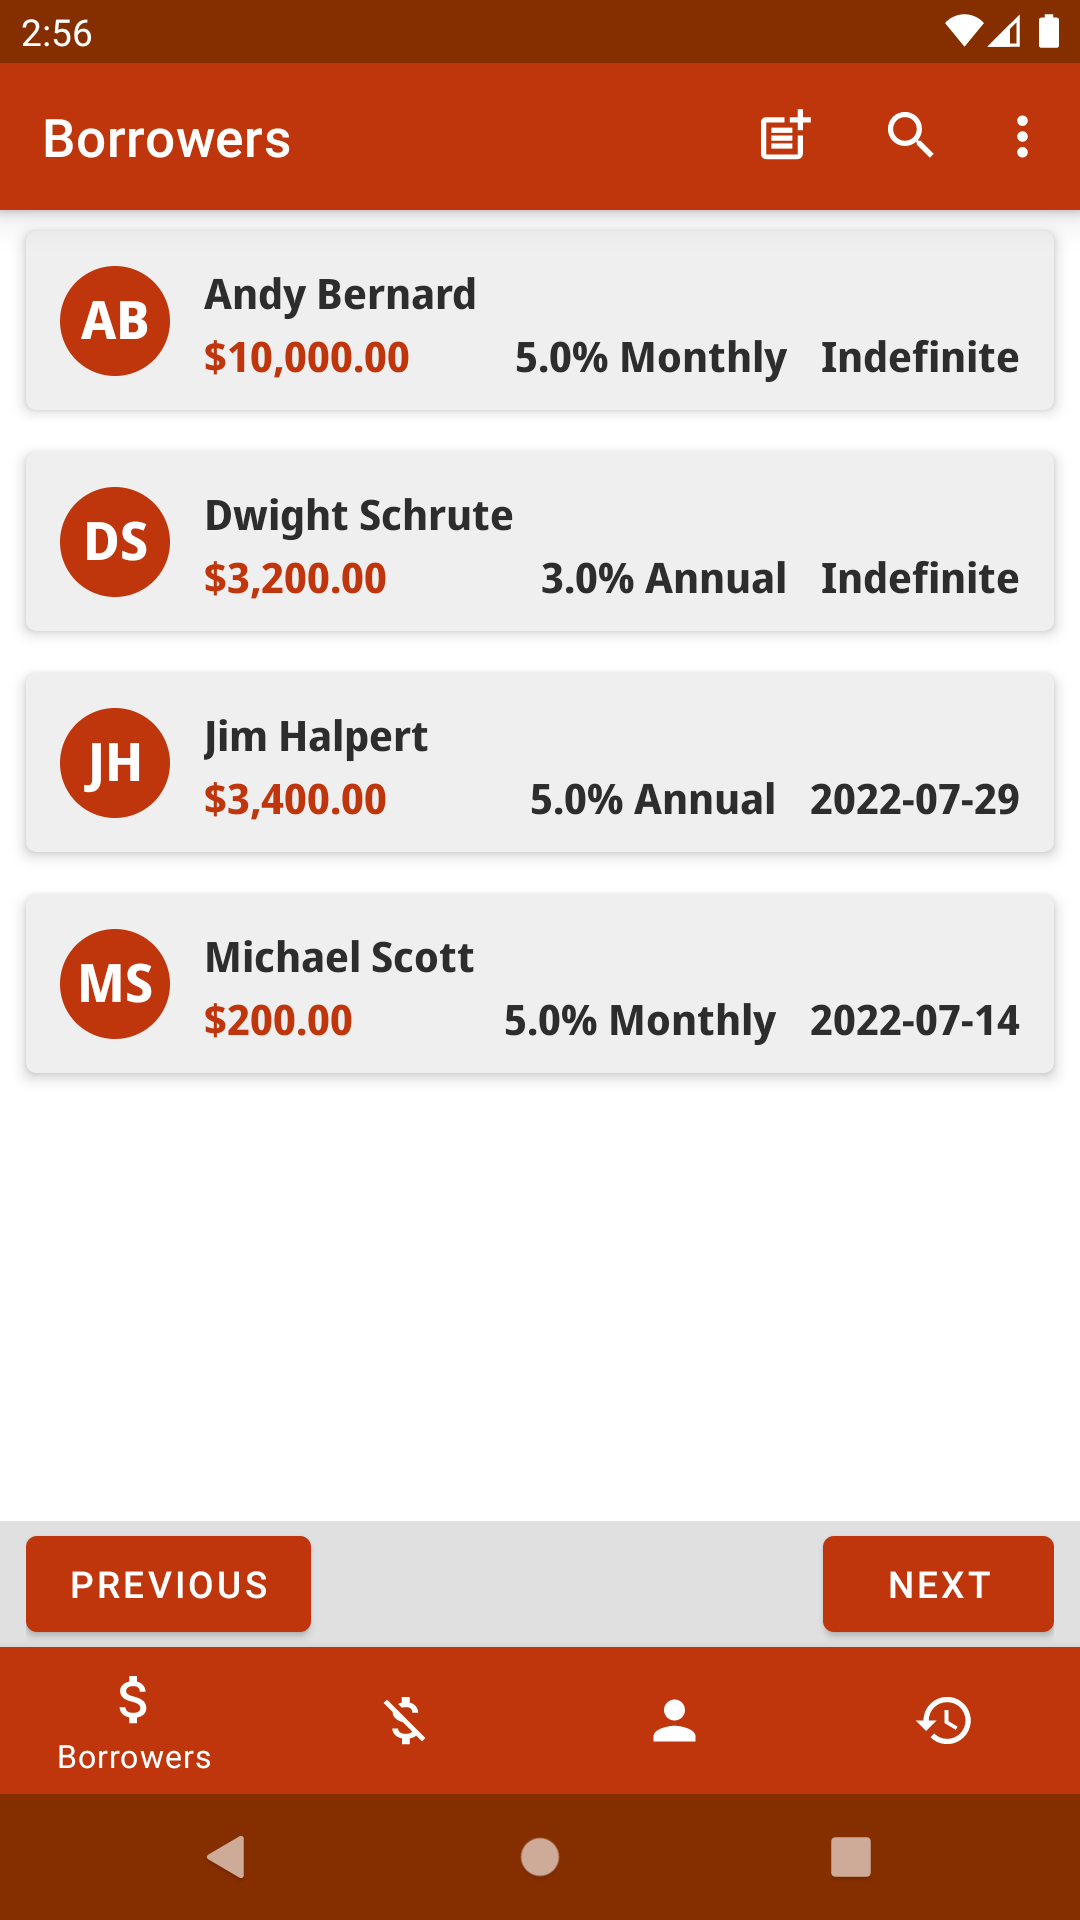 2:56
Borrowers
AB
Andy Bernard
$10,000.00 5.0% Monthly Indefinite
DS
Dwight Schrute
$3,200.00 3.0% Annual Indefinite
JH
Jim Halpert
$3,400.00 5.0% Annual 2022-07-29
MS
Michael Scott
$200.00 5.0% Monthly 2022-07-14
PREVIOUS NEXT
Borrowers